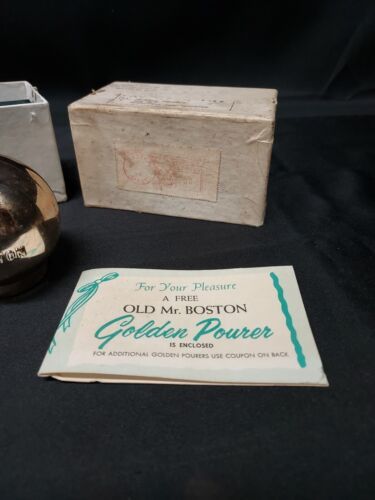 For Your Pleasure
A FREE
OLD Mr. BOSTON
Golden Pourer
IS ENCLOSED
FOR ADDITIONAL GOLDEN POURERS USE COUPON ON BACK